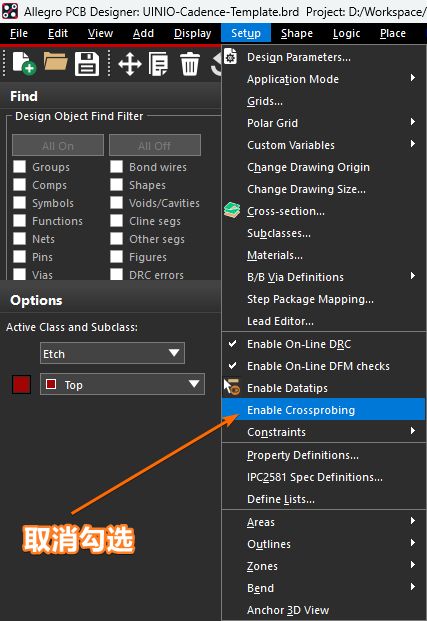 Allegro PCB Designer: UINIO-Cadence-Template.brd Project: D:/Workspace/
File Edit View Add Display Setup Shape Logic Place
Find
Design Object Find Filter
All On All Off
Groups Bond wires
Comps Shapes
Symbols Voids/Cavities
Functions Cline segs
Nets Other segs
Pins Figures
Vias DRC errors
Options
Active Class and Subclass:
Etch
Top
Design Parameters...
Application Mode
Grids...
Polar Grid
Custom Variables
Change Drawing Origin
Change Drawing Size...
Cross-section...
Subclasses...
Materials...
B/B Via Definitions
Step Package Mapping...
Lead Editor...
Enable On-Line DRC
Enable On-Line DFM checks
Enable Datatips
Enable Crossprobing
Constraints
Property Definitions...
IPC2581 Spec Definitions...
Define Lists...
Areas
Outlines
Zones
Bend
Anchor 3D View
取消勾选